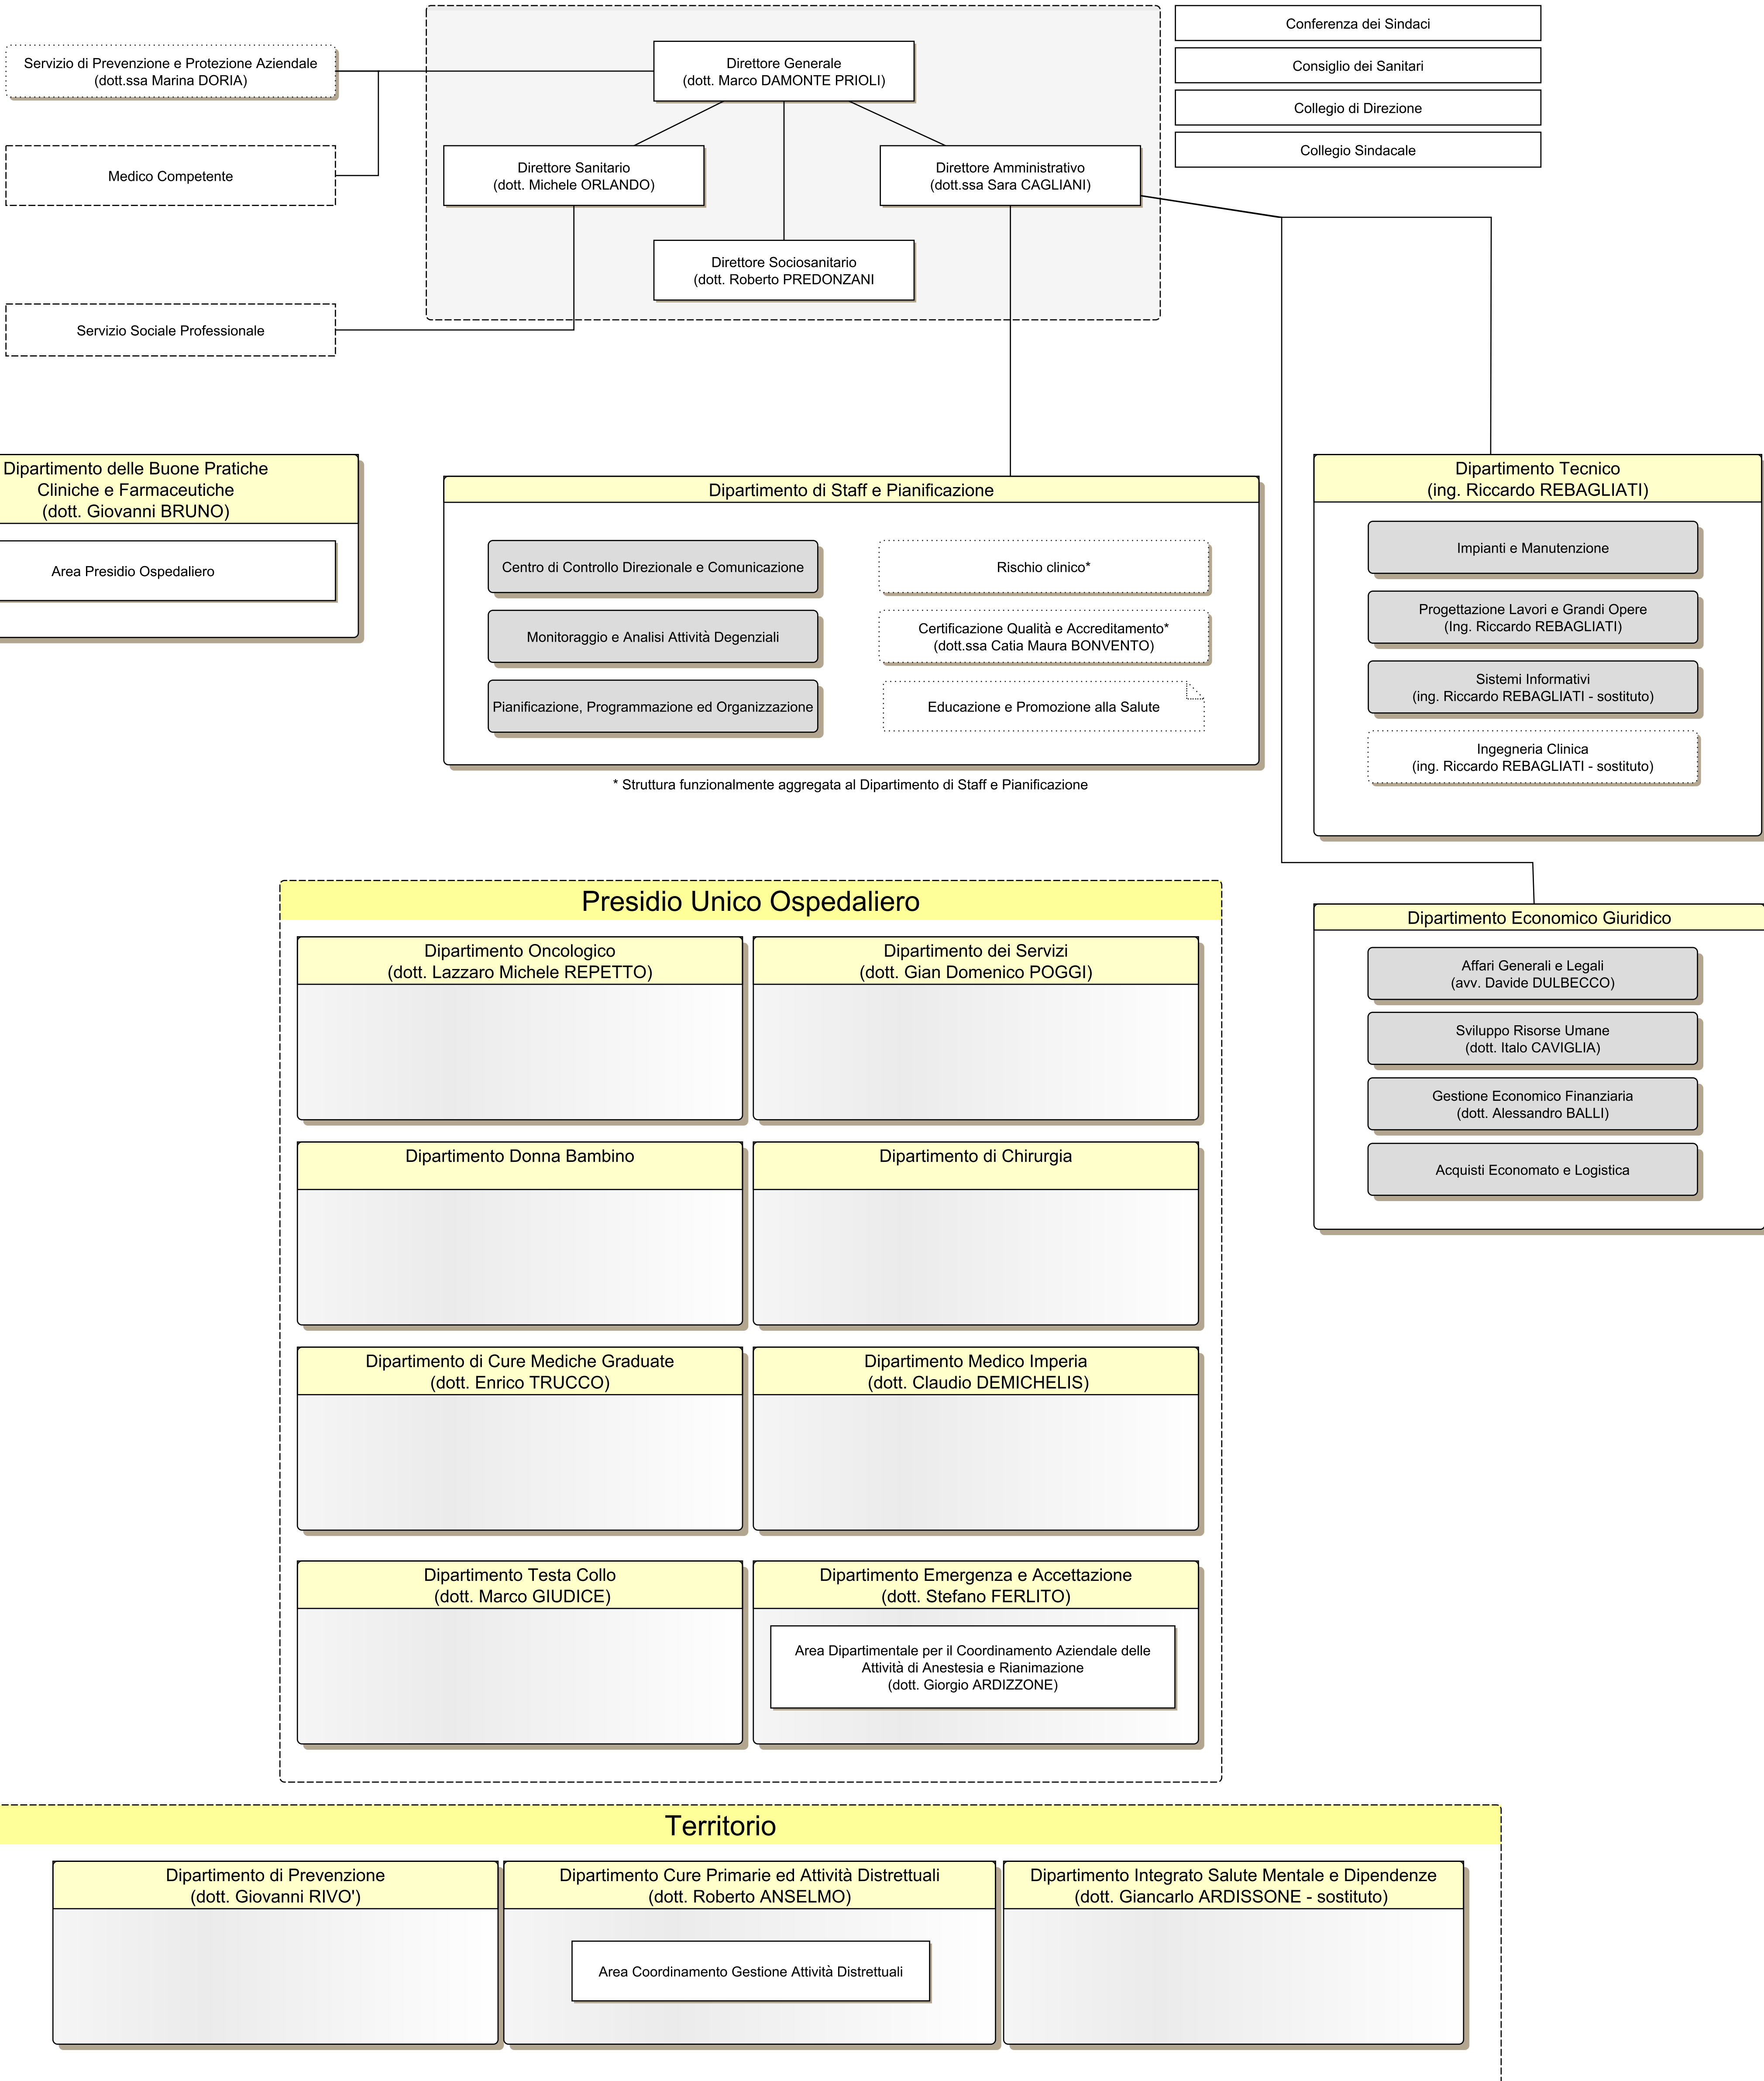 Conferenza dei Sindaci
Consiglio dei Sanitari
Collegio di Direzione
Collegio Sindacale
Servizio di Prevenzione e Protezione Aziendale
(dott.ssa Marina DORIA)
Direttore Generale
(dott. Marco DAMONTE PRIOLI)
Medico Competente
Direttore Sanitario
(dott. Michele ORLANDO)
Direttore Amministrativo
(dott.ssa Sara CAGLIANI)
Direttore Sociosanitario
(dott. Roberto PREDONZANI
Servizio Sociale Professionale
Dipartimento delle Buone Pratiche
Cliniche e Farmaceutiche
(dott. Giovanni BRUNO)
Area Presidio Ospedaliero
Dipartimento di Staff e Pianificazione
Centro di Controllo Direzionale e Comunicazione
Monitoraggio e Analisi Attività Degenziali
Pianificazione, Programmazione ed Organizzazione
Rischio clinico*
Certificazione Qualità e Accreditamento*
(dott.ssa Catia Maura BONVENTO)
Educazione e Promozione alla Salute
* Struttura funzionalmente aggregata al Dipartimento di Staff e Pianificazione
Dipartimento Tecnico
(ing. Riccardo REBAGLIATI)
Impianti e Manutenzione
Progettazione Lavori e Grandi Opere
(Ing. Riccardo REBAGLIATI)
Sistemi Informativi
(ing. Riccardo REBAGLIATI - sostituto)
Ingegneria Clinica
(ing. Riccardo REBAGLIATI - sostituto)
Dipartimento Economico Giuridico
Affari Generali e Legali
(avv. Davide DULBECCO)
Sviluppo Risorse Umane
(dott. Italo CAVIGLIA)
Gestione Economico Finanziaria
(dott. Alessandro BALLI)
Acquisti Economato e Logistica
Presidio Unico Ospedaliero
Dipartimento Oncologico
(dott. Lazzaro Michele REPETTO)
Dipartimento dei Servizi
(dott. Gian Domenico POGGI)
Dipartimento Donna Bambino
Dipartimento di Chirurgia
Dipartimento di Cure Mediche Graduate
(dott. Enrico TRUCCO)
Dipartimento Medico Imperia
(dott. Claudio DEMICHELIS)
Dipartimento Testa Collo
(dott. Marco GIUDICE)
Dipartimento Emergenza e Accettazione
(dott. Stefano FERLITO)
Area Dipartimentale per il Coordinamento Aziendale delle
Attività di Anestesia e Rianimazione
(dott. Giorgio ARDIZZONE)
Territorio
Dipartimento di Prevenzione
(dott. Giovanni RIVO')
Dipartimento Cure Primarie ed Attività Distrettuali
(dott. Roberto ANSELMO)
Area Coordinamento Gestione Attività Distrettuali
Dipartimento Integrato Salute Mentale e Dipendenze
(dott. Giancarlo ARDISSONE - sostituto)